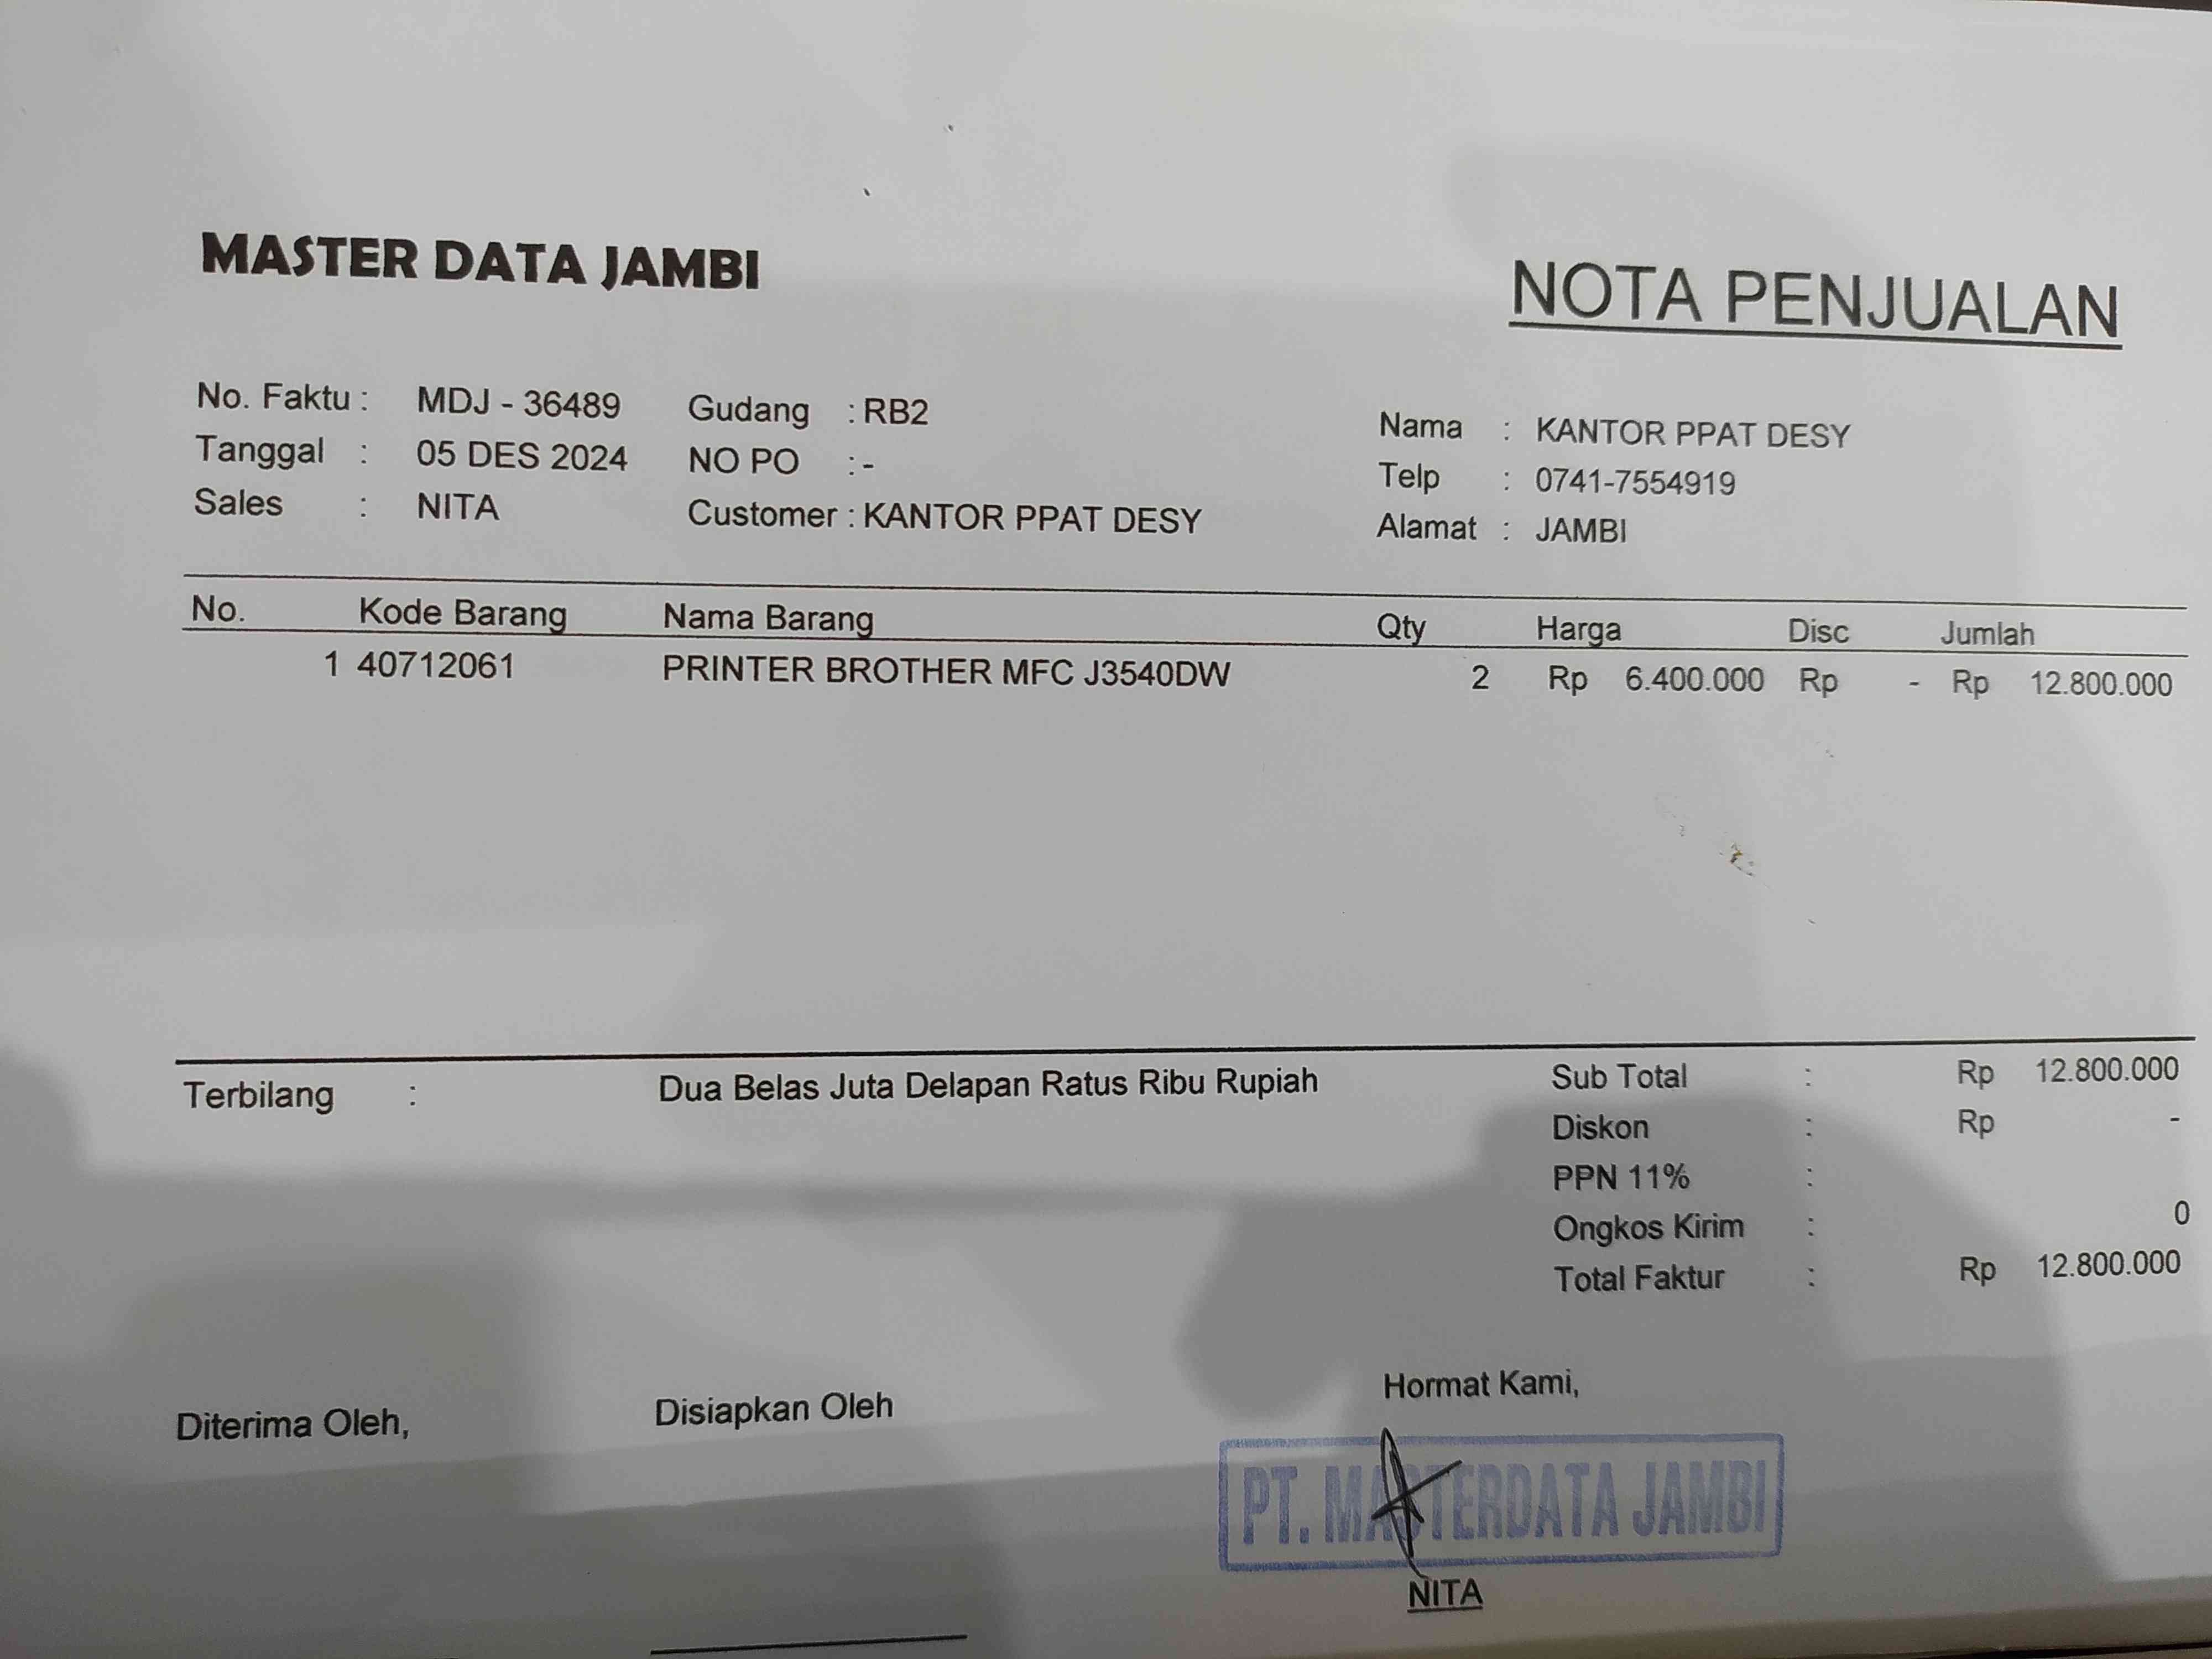 MASTER DATA JAMBI
NOTA PENJUALAN
No. Faktu : MDJ - 36489 Gudang : RB2 Nama : KANTOR PPAT DESY
Tanggal : 05 DES 2024 NO PO : - Telp : 0741-7554919
Sales : NITA Customer : KANTOR PPAT DESY Alamat : JAMBI
No. Kode Barang Nama Barang Qty Harga Disc Jumlah
1 40712061 PRINTER BROTHER MFC J3540DW 2 Rp 6.400.000 Rp - Rp 12.800.000
Terbilang : Dua Belas Juta Delapan Ratus Ribu Rupiah Sub Total : Rp 12.800.000
Diskon : Rp -
PPN 11% :
Ongkos Kirim : 0
Total Faktur : Rp 12.800.000
Diterima Oleh, Disiapkan Oleh Hormat Kami,
PT. MASTERDATA JAMBI
NITA